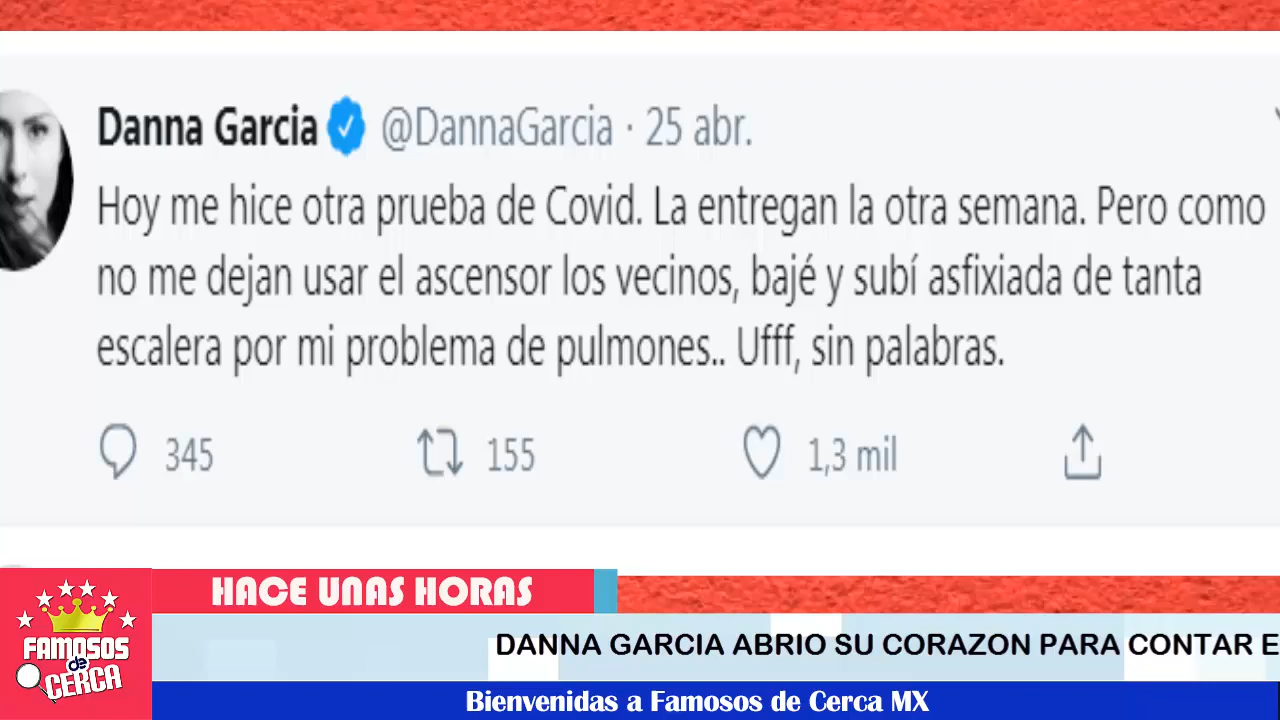 Danna Garcia @DannaGarcia · 25 abr.
Hoy me hice otra prueba de Covid. La entregan la otra semana. Pero como
no me dejan usar el ascensor los vecinos, bajé y subí asfixiada de tanta
escalera por mi problema de pulmones.. Ufff, sin palabras.
345 155 1,3 mil
HACE UNAS HORAS
FAMOSOS
de
CERCA
DANNA GARCIA ABRIO SU CORAZON PARA CONTAR E
Bienvenidas a Famosos de Cerca MX